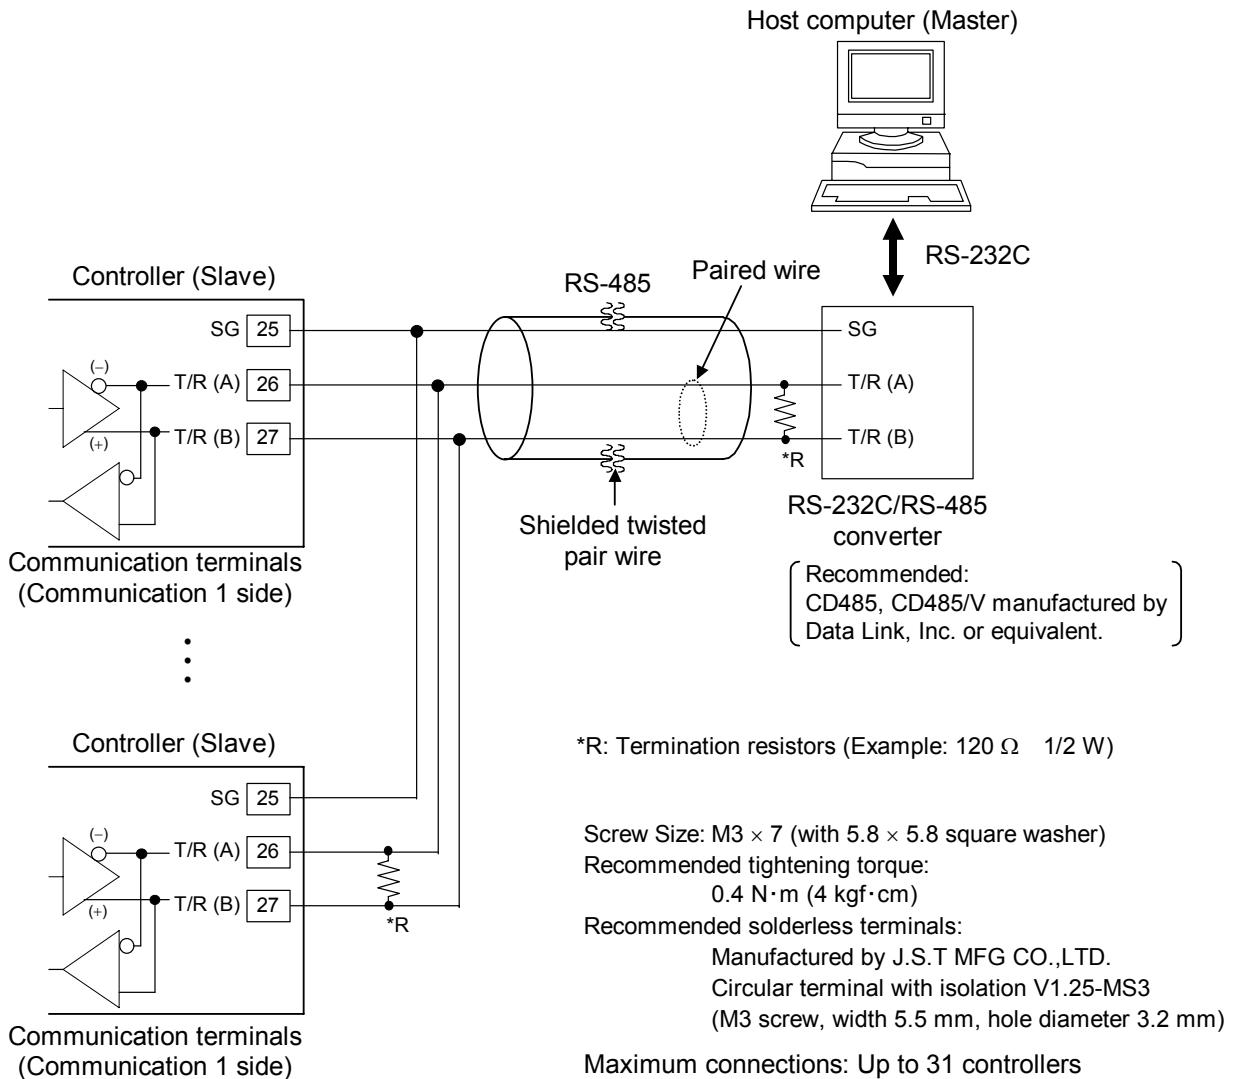 Host computer (Master)
RS-232C
Controller (Slave)
RS-485
Paired wire
SG 25
SG
(−)
T/R (A) 26
T/R (A)
(+)
T/R (B) 27
T/R (B)
*R
Shielded twisted
pair wire
RS-232C/RS-485
converter
Communication terminals
(Communication 1 side)
Recommended:
CD485, CD485/V manufactured by
Data Link, Inc. or equivalent.
Controller (Slave)
*R: Termination resistors (Example: 120 Ω 1/2 W)
SG 25
(−)
T/R (A) 26
(+)
T/R (B) 27
*R
Screw Size: M3 × 7 (with 5.8 × 5.8 square washer)
Recommended tightening torque:
0.4 N・m (4 kgf・cm)
Recommended solderless terminals:
Manufactured by J.S.T MFG CO.,LTD.
Circular terminal with isolation V1.25-MS3
(M3 screw, width 5.5 mm, hole diameter 3.2 mm)
Communication terminals
(Communication 1 side)
Maximum connections: Up to 31 controllers